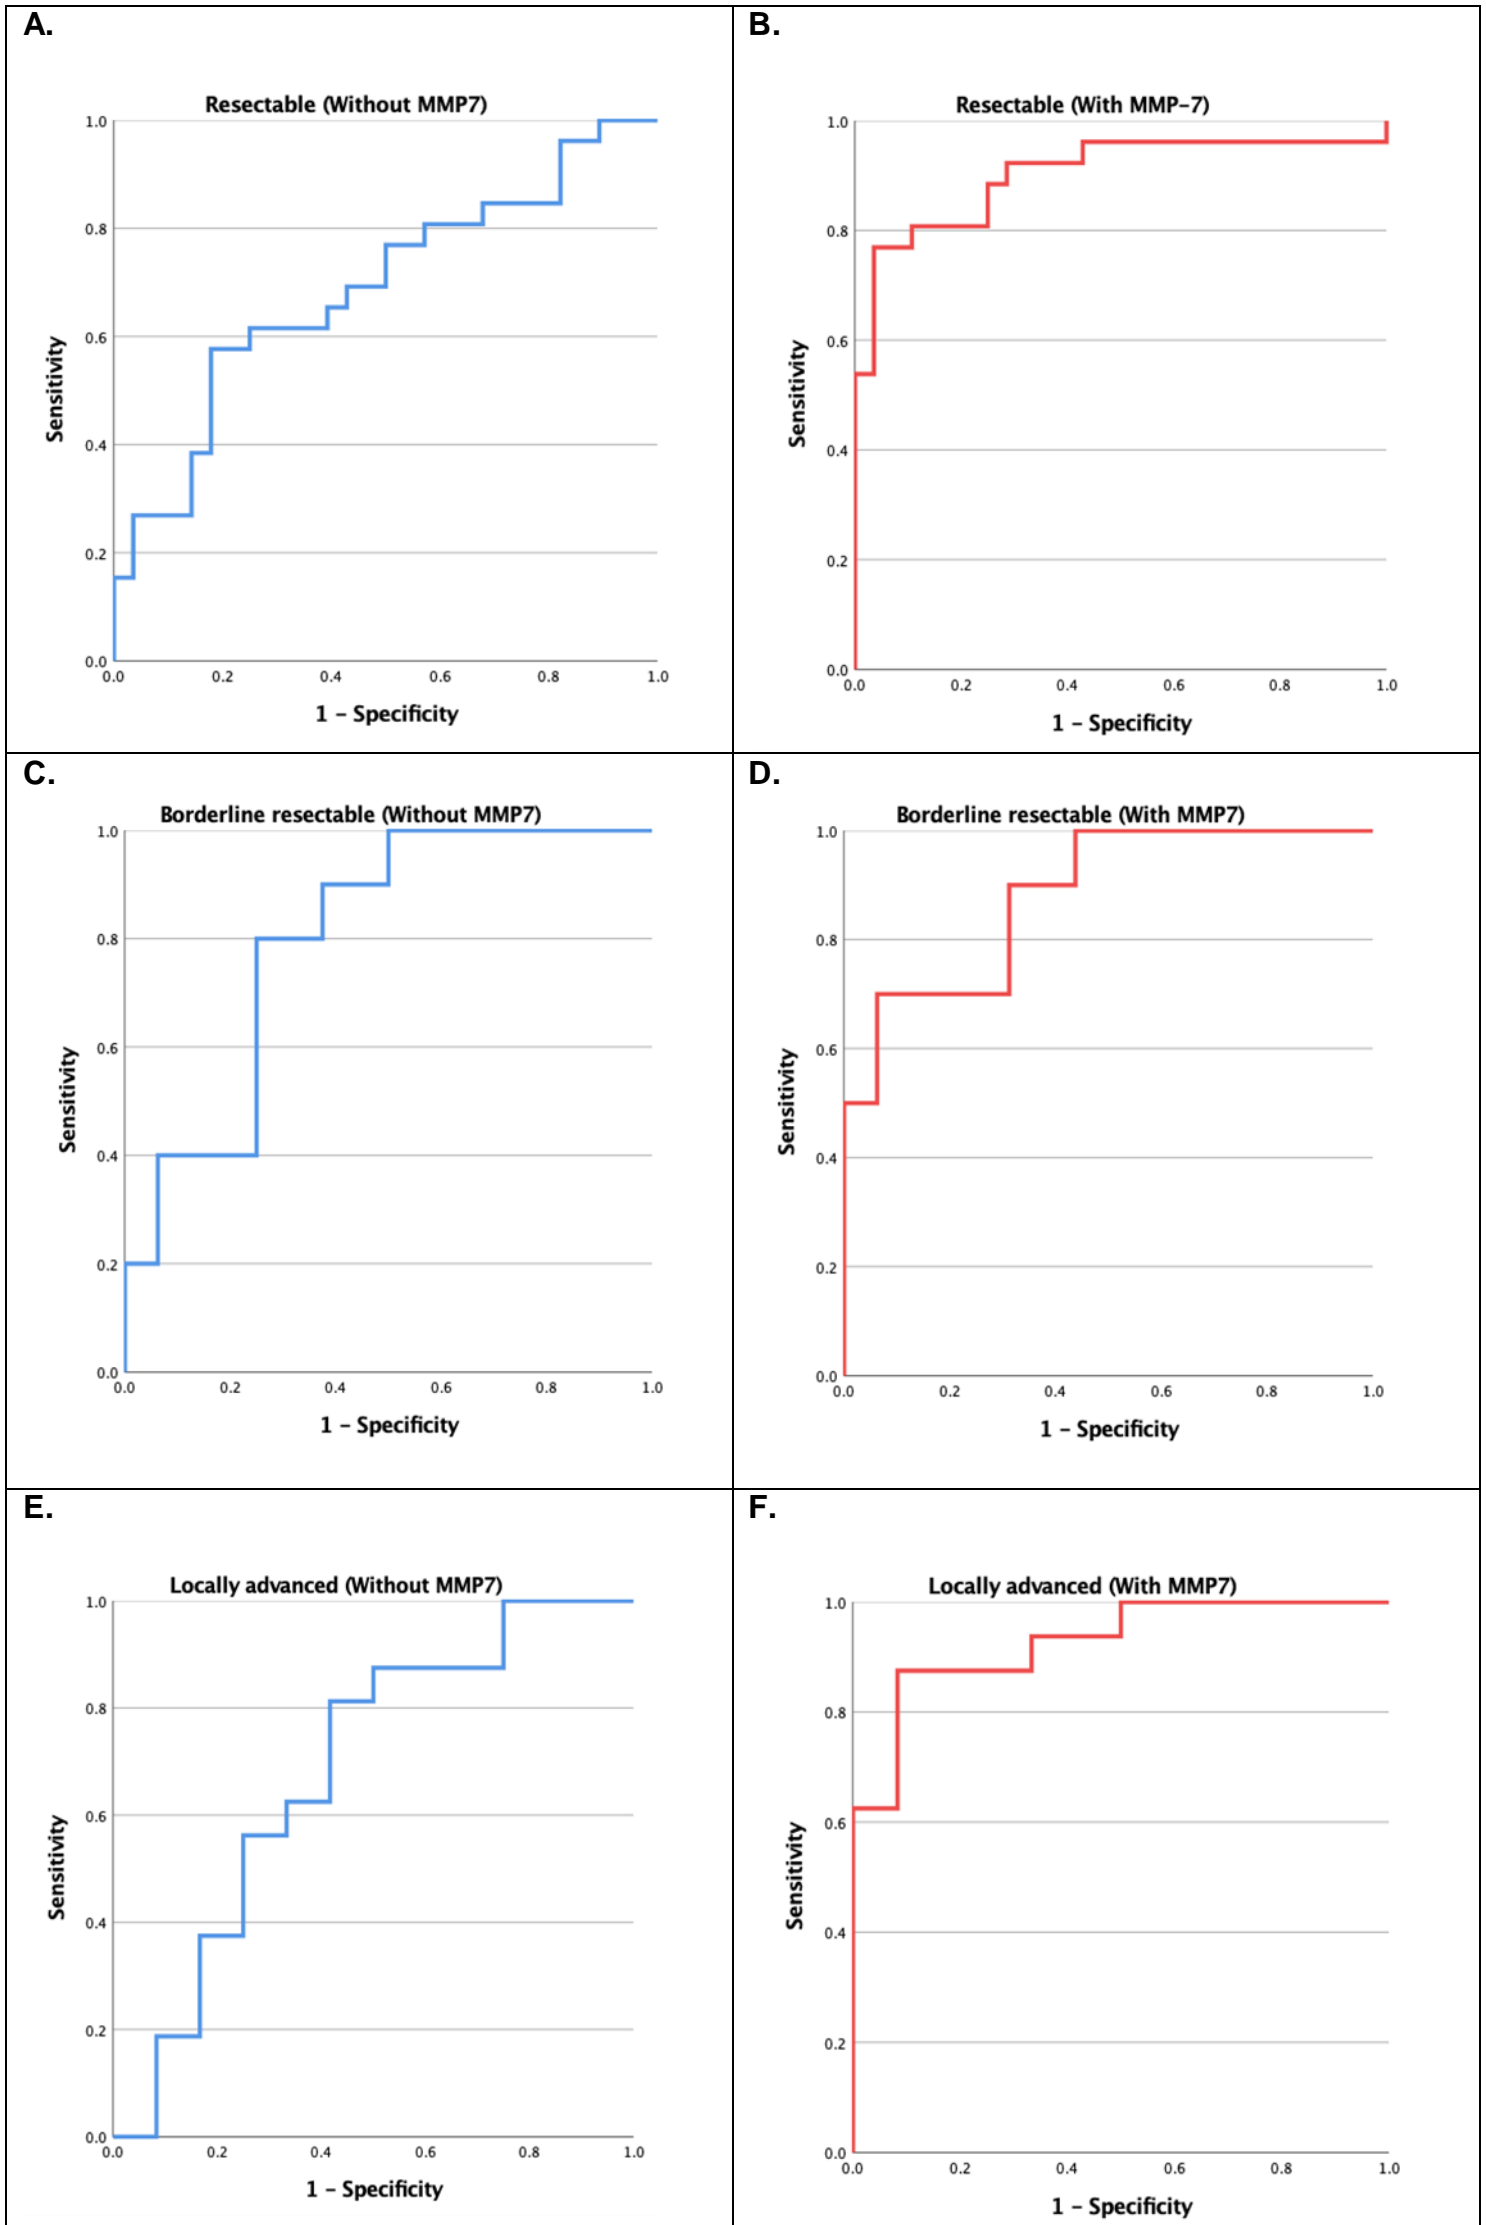 A.
Resectable (Without MMP7)
1.0
0.8
0.6
0.4
0.2
0.0
Sensitivity
0.0 0.2 0.4 0.6 0.8 1.0
1 – Specificity
B.
Resectable (With MMP–7)
1.0
0.8
0.6
0.4
0.2
0.0
Sensitivity
0.0 0.2 0.4 0.6 0.8 1.0
1 – Specificity
C.
Borderline resectable (Without MMP7)
1.0
0.8
0.6
0.4
0.2
0.0
Sensitivity
0.0 0.2 0.4 0.6 0.8 1.0
1 – Specificity
D.
Borderline resectable (With MMP7)
1.0
0.8
0.6
0.4
0.2
0.0
Sensitivity
0.0 0.2 0.4 0.6 0.8 1.0
1 – Specificity
E.
Locally advanced (Without MMP7)
1.0
0.8
0.6
0.4
0.2
0.0
Sensitivity
0.0 0.2 0.4 0.6 0.8 1.0
1 – Specificity
F.
Locally advanced (With MMP7)
1.0
0.8
0.6
0.4
0.2
0.0
Sensitivity
0.0 0.2 0.4 0.6 0.8 1.0
1 – Specificity